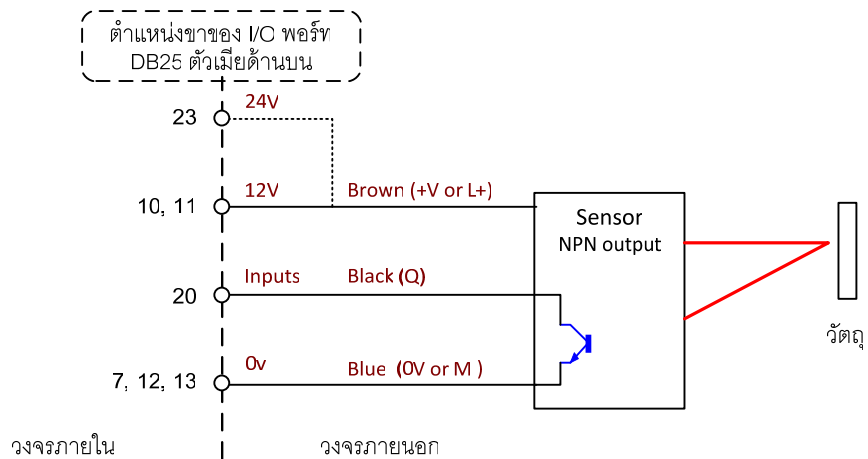 ตำแหน่งขาของ I/O พอร์ท
DB25 ตัวเมียด้านบน
23 24V
10, 11 12V Brown (+V or L+)
Sensor
NPN output
20 Inputs Black (Q)
วัตถุ
7, 12, 13 0v Blue (0V or M )
วงจรภายใน วงจรภายนอก